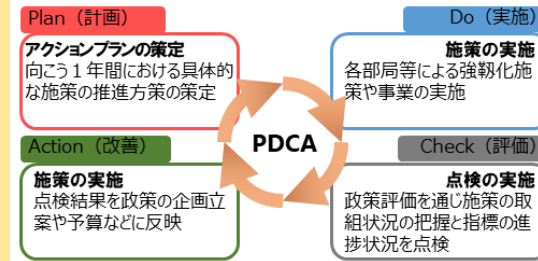 Plan（計画）
アクションプランの策定
向こう１年間における具体的
な施策の推進方策の策定
Do（実施）
施策の実施
各部局等による強靱化施
策や事業の実施
PDCA
Action（改善）
施策の実施
点検結果を政策の企画立
案や予算などに反映
Check（評価）
点検の実施
政策評価を通じ施策の取
組状況の把握と指標の進
捗状況を点検